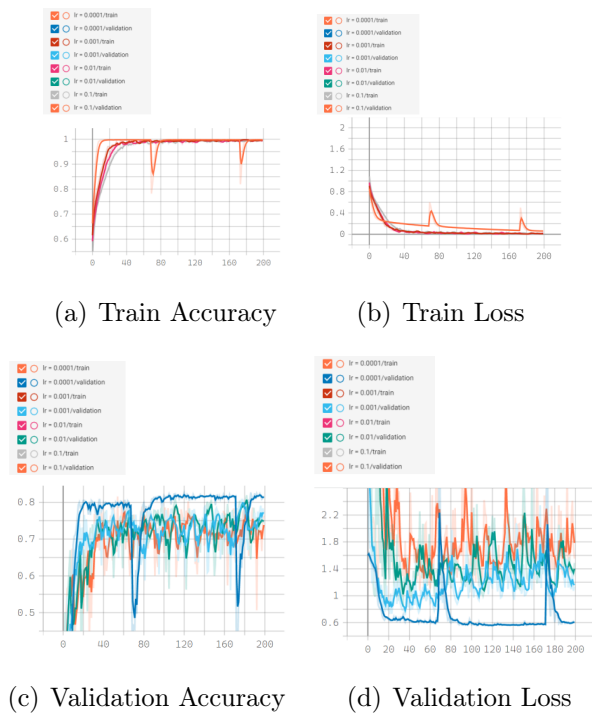 lr = 0.0001/train
lr = 0.0001/validation
lr = 0.001/train
lr = 0.001/validation
lr = 0.01/train
lr = 0.01/validation
lr = 0.1/train
lr = 0.1/validation
1
0.9
0.8
0.7
0.6
0 40 80 120 160 200
(a) Train Accuracy
lr = 0.0001/train
lr = 0.0001/validation
lr = 0.001/train
lr = 0.001/validation
lr = 0.01/train
lr = 0.01/validation
lr = 0.1/train
lr = 0.1/validation
2
1.6
1.2
0.8
0.4
0
0 20 40 60 80 100 120 140 160 180 200
(b) Train Loss
lr = 0.0001/train
lr = 0.0001/validation
lr = 0.001/train
lr = 0.001/validation
lr = 0.01/train
lr = 0.01/validation
lr = 0.1/train
lr = 0.1/validation
0.8
0.7
0.6
0.5
0 40 80 120 160 200
(c) Validation Accuracy
lr = 0.0001/train
lr = 0.0001/validation
lr = 0.001/train
lr = 0.001/validation
lr = 0.01/train
lr = 0.01/validation
lr = 0.1/train
lr = 0.1/validation
2.2
1.8
1.4
1
0.6
0 20 40 60 80 100 120 140 160 180 200
(d) Validation Loss